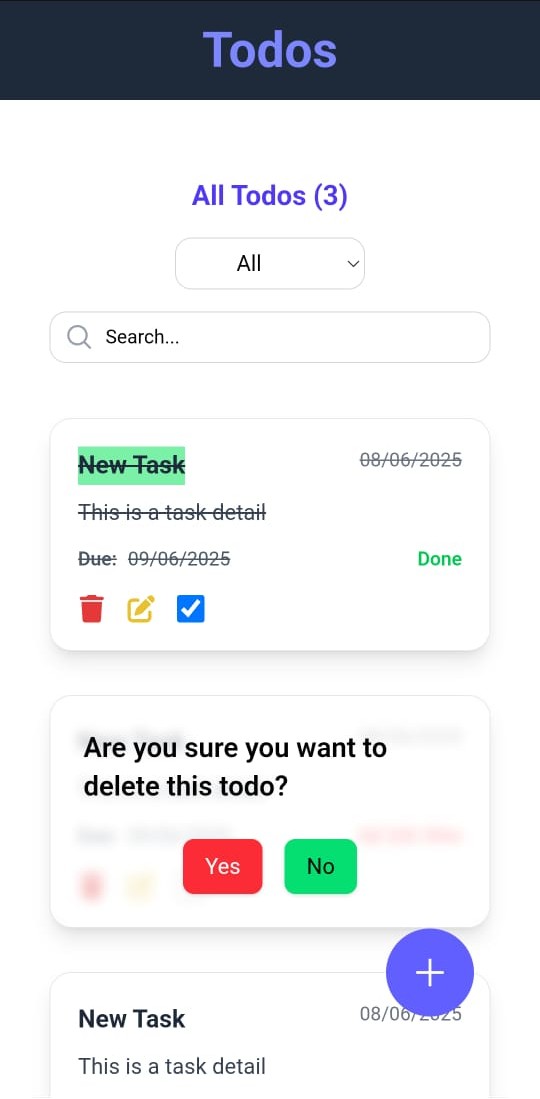 Todos
All Todos (3)
All
Search...
New Task 08/06/2025
This is a task detail
Due: 09/06/2025 Done
Are you sure you want to
delete this todo?
Yes No
New Task 08/06/2025
This is a task detail